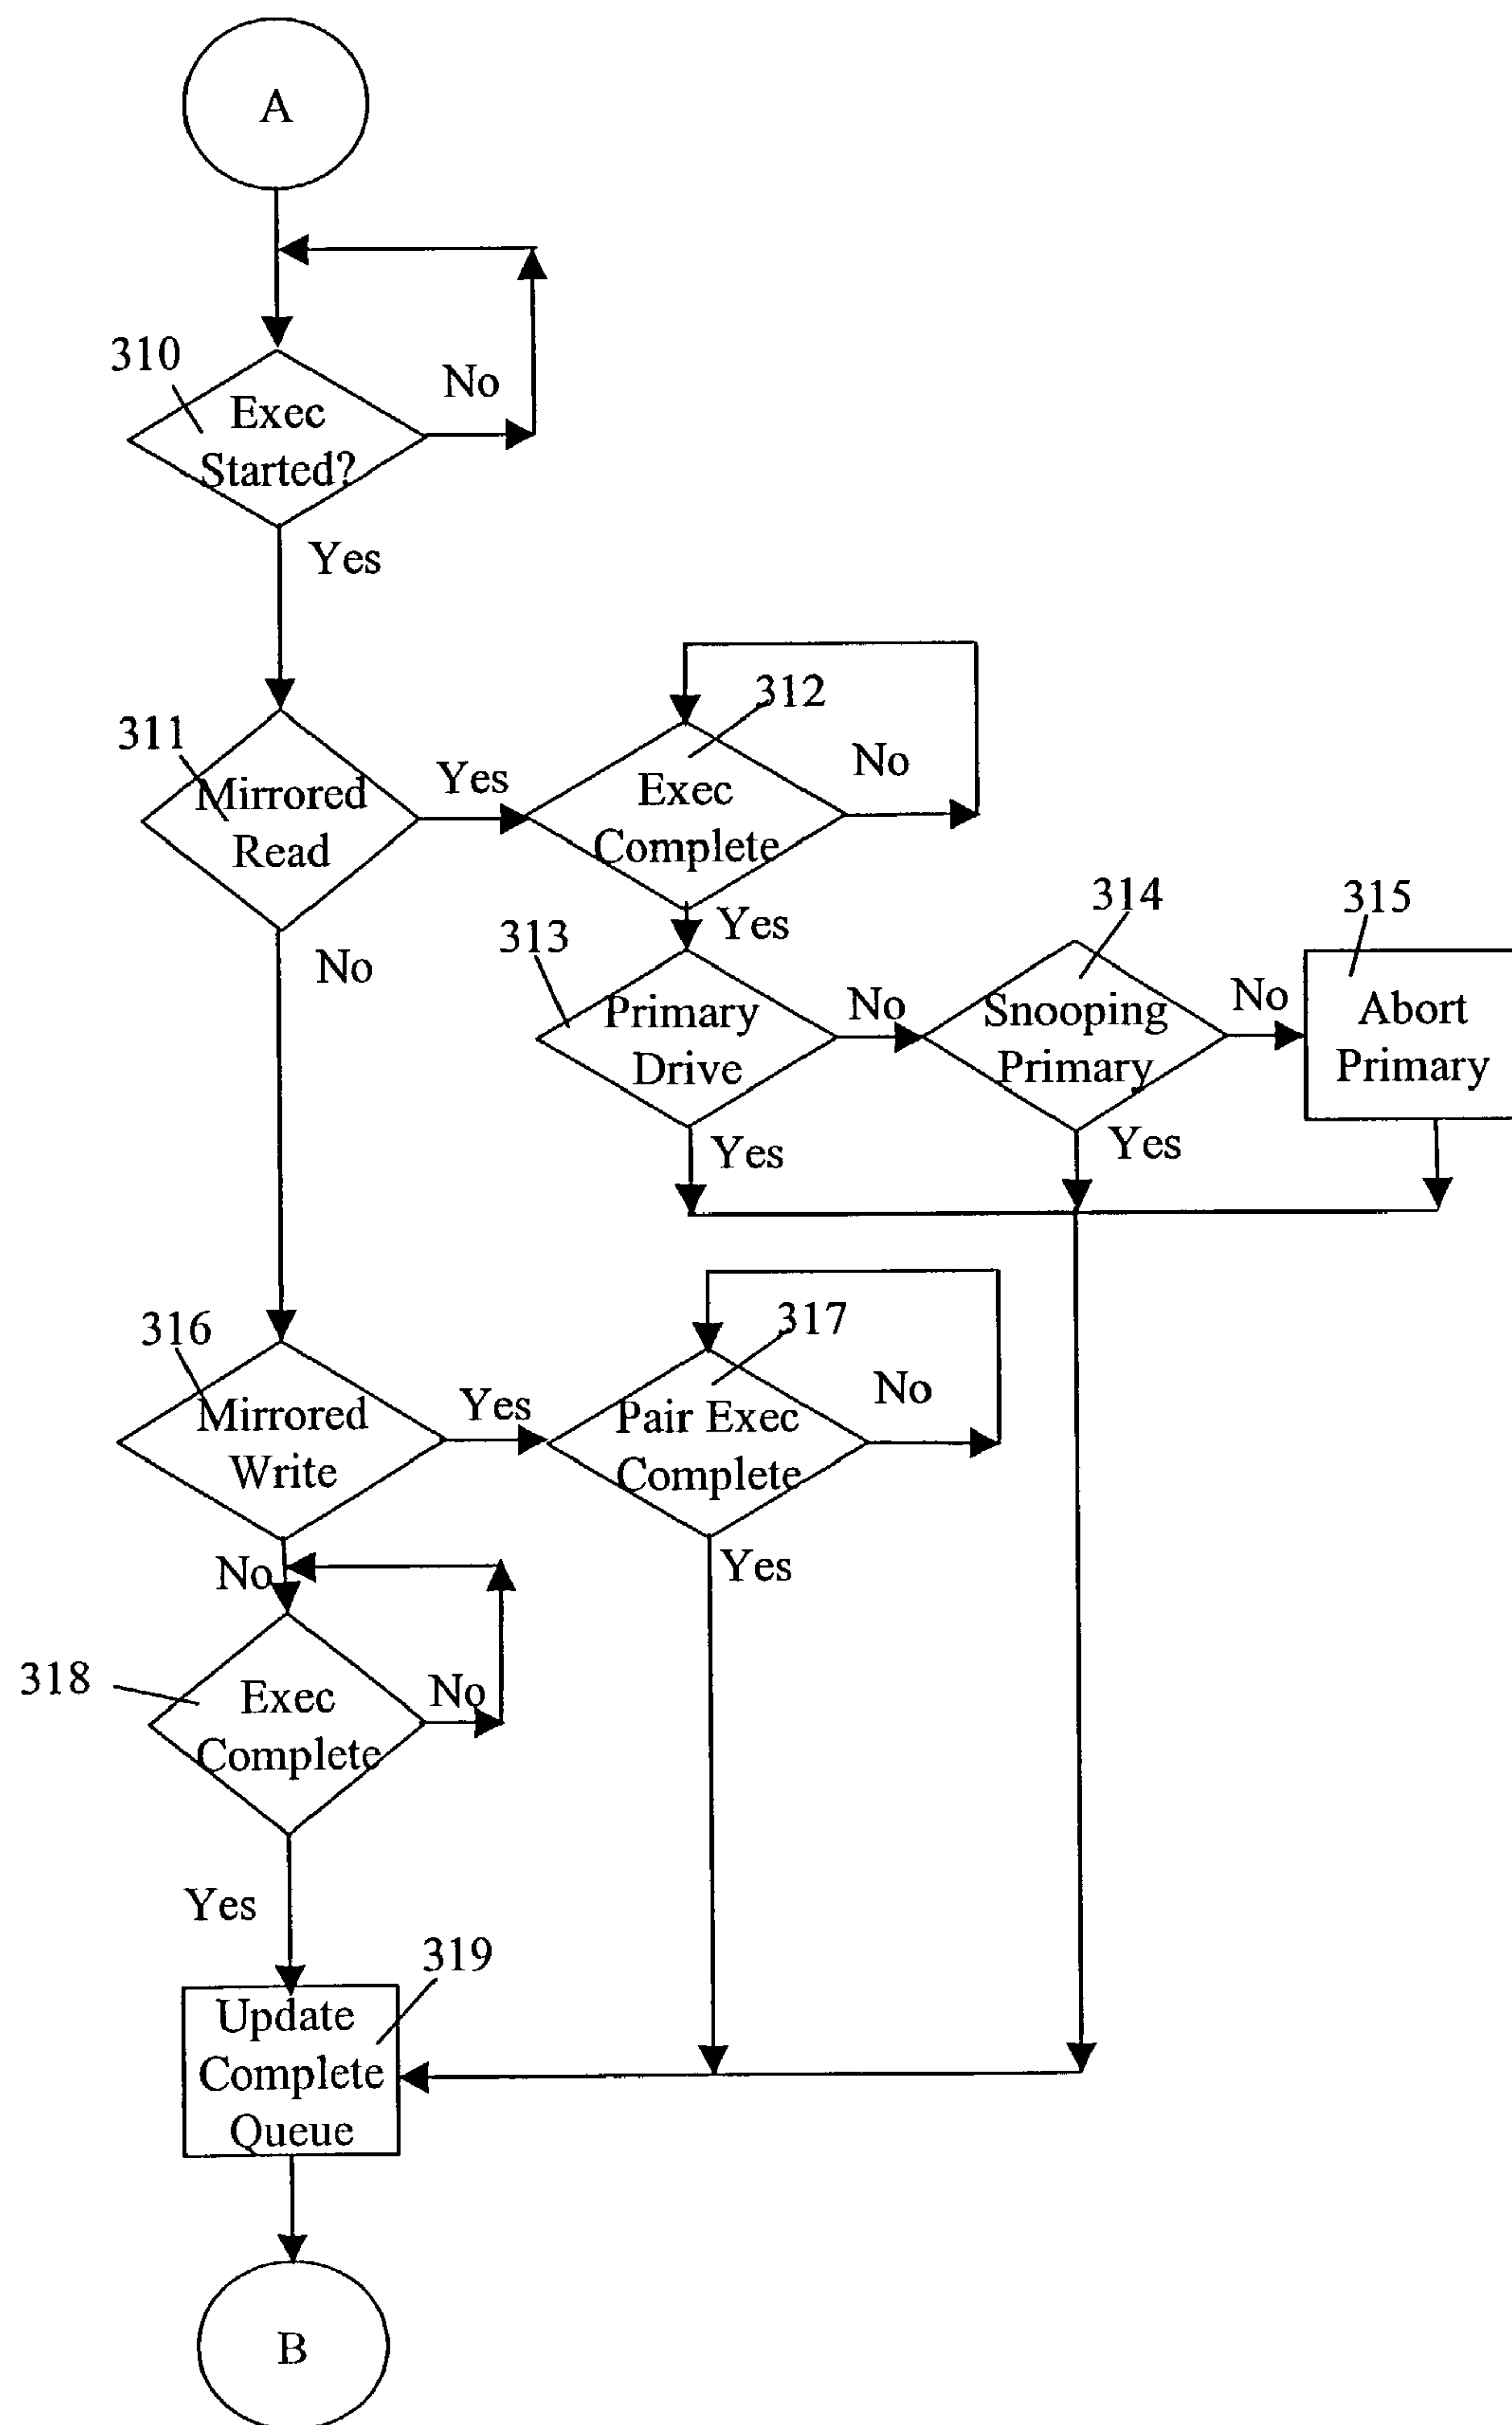 A
310
No
Exec
Started?
Yes
312
311
No
Yes
Mirrored
Read
Exec
Complete
314
315
313
Yes
No
No
No
Primary
Drive
Snooping
Primary
Abort
Primary
Yes
Yes
316
317
No
Yes
Mirrored
Write
Pair Exec
Complete
No
Yes
318
No
Exec
Complete
Yes
319
Update
Complete
Queue
B